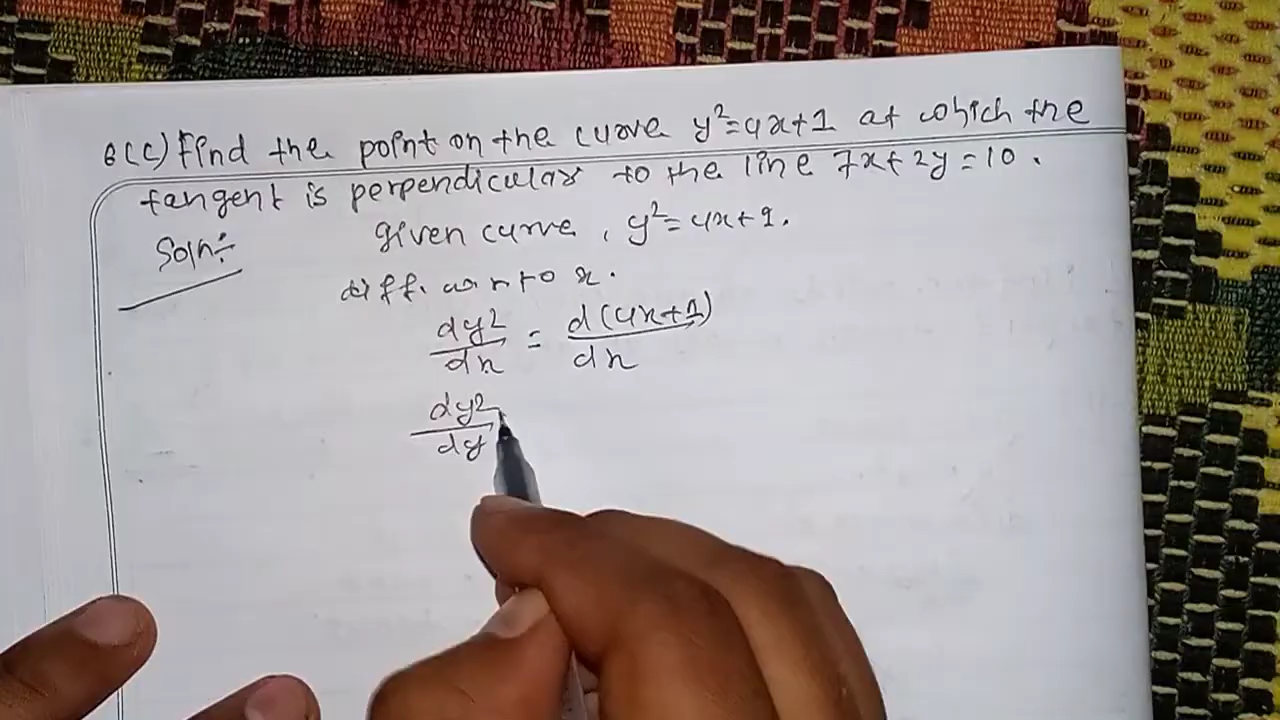 6(C) Find the point on the curve y²=4x+1 at which the
tangent is perpendicular to the line 7x+2y=10.
Soln:- given curve, y²=4x+1.
diff. w r to x.
dy²/dx = d(4x+1)/dx
dy²/dy